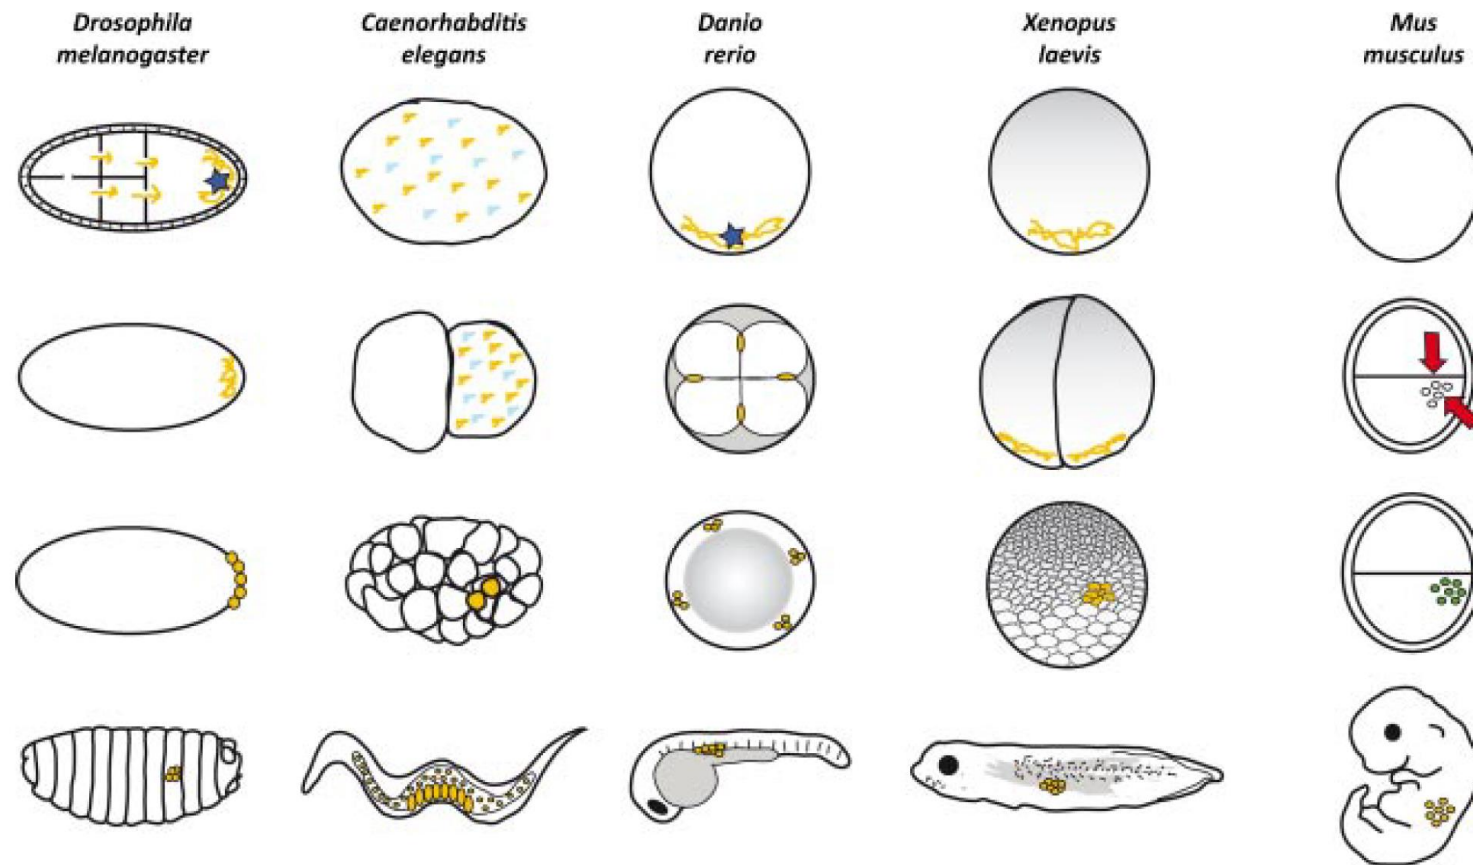 Drosophila
melanogaster
Caenorhabditis
elegans
Danio
rerio
Xenopus
laevis
Mus
musculus